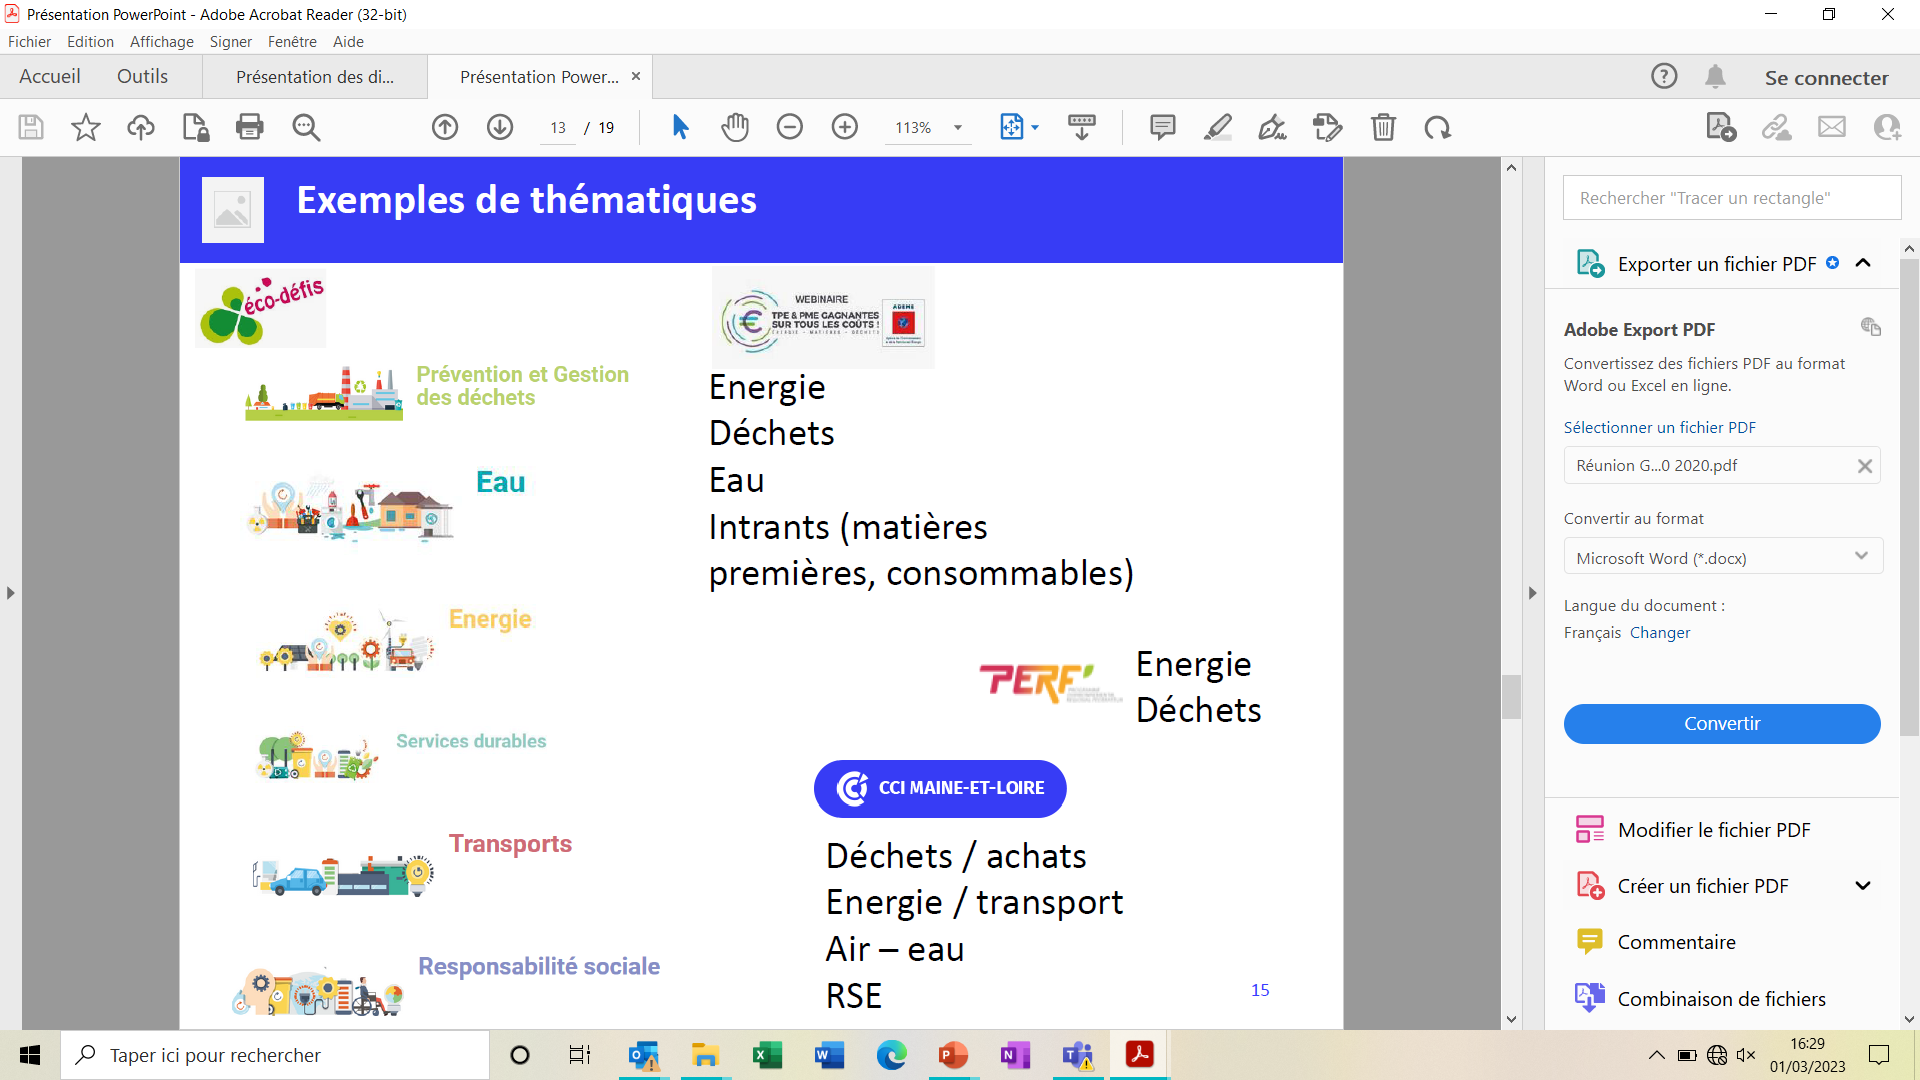 Présentation PowerPoint - Adobe Acrobat Reader (32-bit)
Fichier Edition Affichage Signer Fenêtre Aide
Accueil Outils Présentation des di... Présentation Power... Se connecter
13 / 19 113%
Exemples de thématiques
éco-défis
Prévention et Gestion
des déchets
Eau
Energie
Services durables
Transports
Responsabilité sociale
WEBINAIRE
TPE & PME GAGNANTES
SUR TOUS LES COÛTS !
ÉNERGIE - MATIÈRES - DÉCHETS
ADEME
Energie
Déchets
Eau
Intrants (matières
premières, consommables)
PERF'
Energie
Déchets
CCI MAINE-ET-LOIRE
Déchets / achats
Energie / transport
Air – eau
RSE
15
Rechercher "Tracer un rectangle"
Exporter un fichier PDF
Adobe Export PDF
Convertissez des fichiers PDF au format
Word ou Excel en ligne.
Sélectionner un fichier PDF
Réunion G...0 2020.pdf
Convertir au format
Microsoft Word (*.docx)
Langue du document :
Français Changer
Convertir
Modifier le fichier PDF
Créer un fichier PDF
Commentaire
Combinaison de fichiers
Taper ici pour rechercher
16:29
01/03/2023